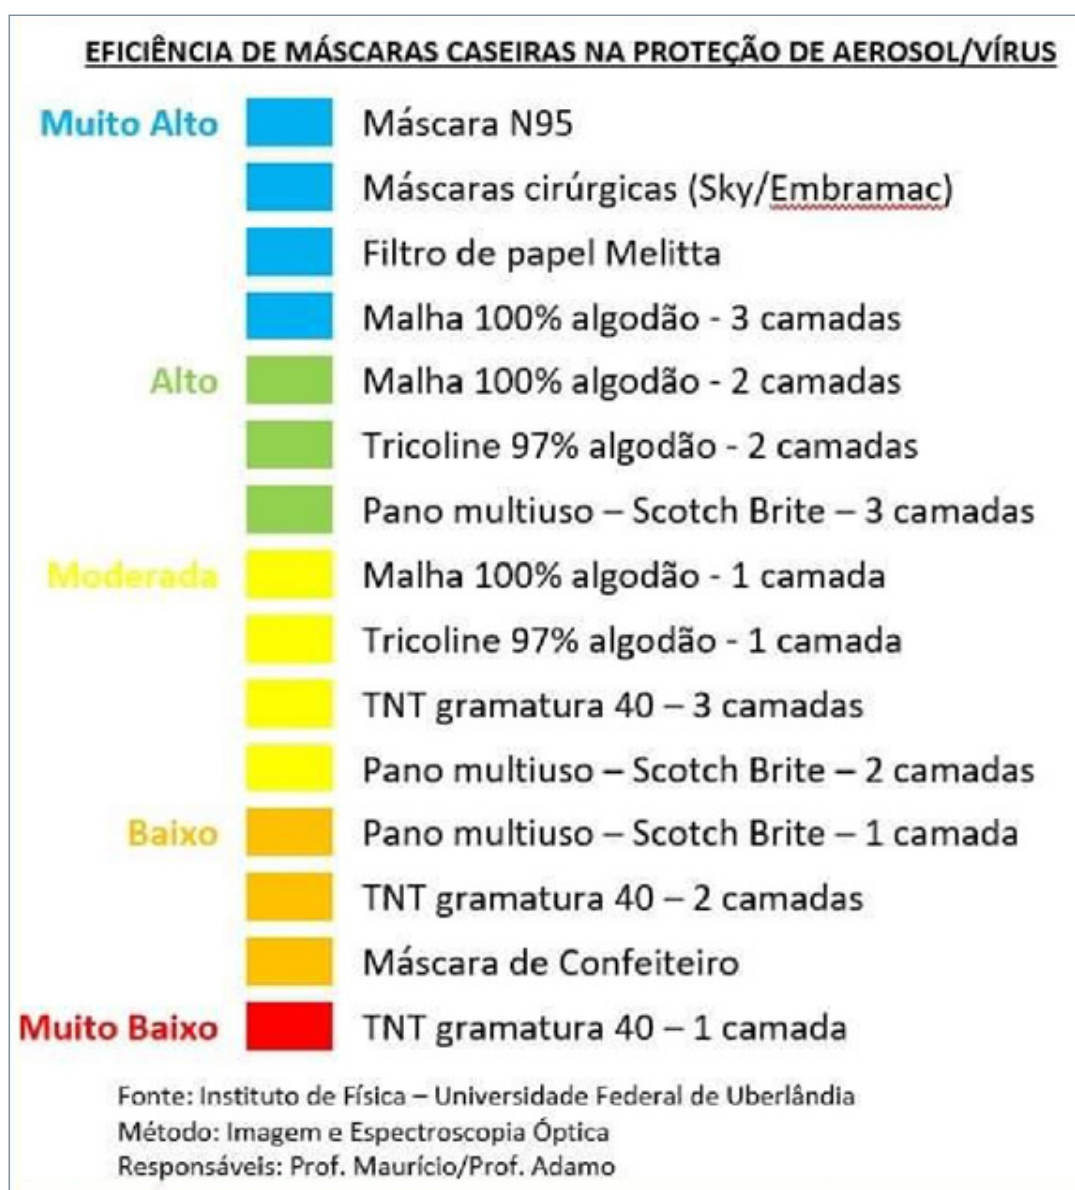 EFICIÊNCIA DE MÁSCARAS CASEIRAS NA PROTEÇÃO DE AEROSOL/VÍRUS
Muito Alto Máscara N95
Máscaras cirúrgicas (Sky/Embramac)
Filtro de papel Melitta
Malha 100% algodão - 3 camadas
Alto Malha 100% algodão - 2 camadas
Tricoline 97% algodão - 2 camadas
Pano multiuso – Scotch Brite – 3 camadas
Moderada Malha 100% algodão - 1 camada
Tricoline 97% algodão - 1 camada
TNT gramatura 40 – 3 camadas
Pano multiuso – Scotch Brite – 2 camadas
Baixo Pano multiuso – Scotch Brite – 1 camada
TNT gramatura 40 – 2 camadas
Máscara de Confeiteiro
Muito Baixo TNT gramatura 40 – 1 camada
Fonte: Instituto de Física – Universidade Federal de Uberlândia
Método: Imagem e Espectroscopia Óptica
Responsáveis: Prof. Maurício/Prof. Adamo